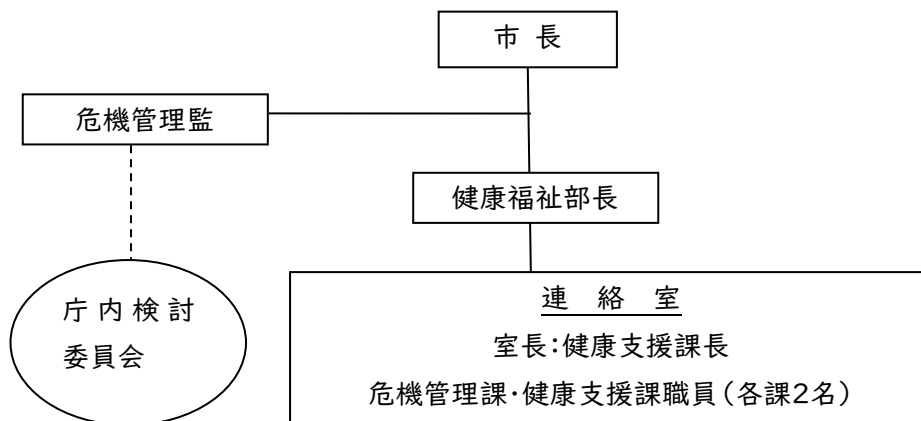 市 長
危機管理監
健康福祉部長
庁 内 検 討
委員会
連 絡 室
室長:健康支援課長
危機管理課・健康支援課職員(各課2名)